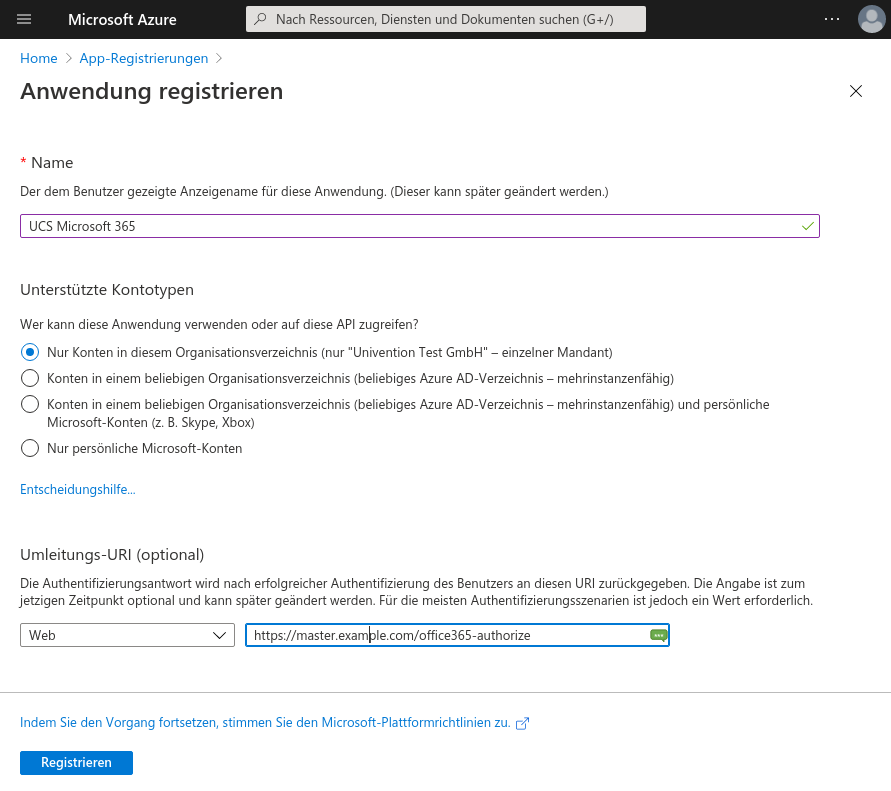 Microsoft Azure
Nach Ressourcen, Diensten und Dokumenten suchen (G+/)
Home > App-Registrierungen >
Anwendung registrieren
* Name
Der dem Benutzer gezeigte Anzeigename für diese Anwendung. (Dieser kann später geändert werden.)
UCS Microsoft 365
Unterstützte Kontotypen
Wer kann diese Anwendung verwenden oder auf diese API zugreifen?
Nur Konten in diesem Organisationsverzeichnis (nur "Univention Test GmbH" – einzelner Mandant)
Konten in einem beliebigen Organisationsverzeichnis (beliebiges Azure AD-Verzeichnis – mehrinstanzenfähig)
Konten in einem beliebigen Organisationsverzeichnis (beliebiges Azure AD-Verzeichnis – mehrinstanzenfähig) und persönliche
Microsoft-Konten (z. B. Skype, Xbox)
Nur persönliche Microsoft-Konten
Entscheidungshilfe...
Umleitungs-URI (optional)
Die Authentifizierungsantwort wird nach erfolgreicher Authentifizierung des Benutzers an diesen URI zurückgegeben. Die Angabe ist zum
jetzigen Zeitpunkt optional und kann später geändert werden. Für die meisten Authentifizierungsszenarien ist jedoch ein Wert erforderlich.
Web
https://master.example.com/office365-authorize
Indem Sie den Vorgang fortsetzen, stimmen Sie den Microsoft-Plattformrichtlinien zu.
Registrieren